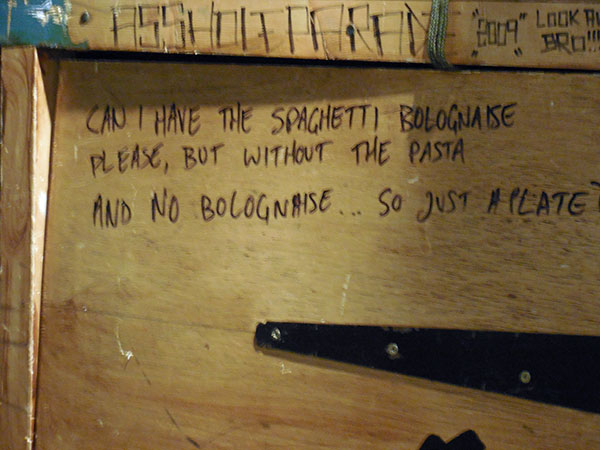 ASSHOLEPARADE
"2009" LOOK
BRO!!!
CAN I HAVE THE SPAGHETTI BOLOGNAISE
PLEASE, BUT WITHOUT THE PASTA
AND NO BOLOGNAISE... SO JUST A PLATE?